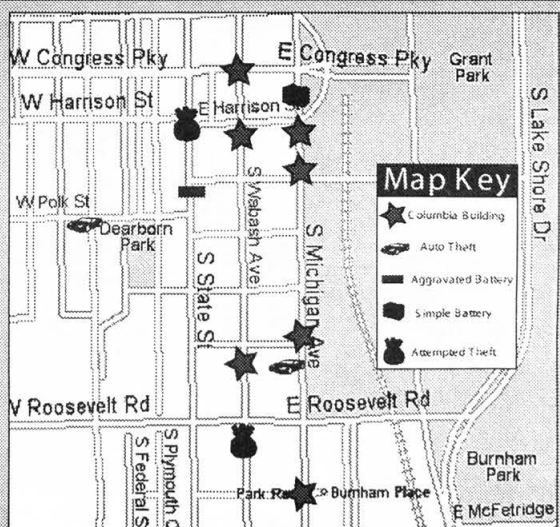 W Congress Pky
E Congress Pky
Grant
Park
W Harrison St
E Harrison St
S Lake Shore Dr
Map Key
Columbia Building
Auto Theft
Aggravated Battery
Simple Battery
Attempted Theft
W Polk St
Dearborn
Park
S Wabash Ave
S Michigan Ave
S State St
W Roosevelt Rd
E Roosevelt Rd
S Federal S
S Plymouth C
Burnham
Park
Burnham Place
E McFetridge